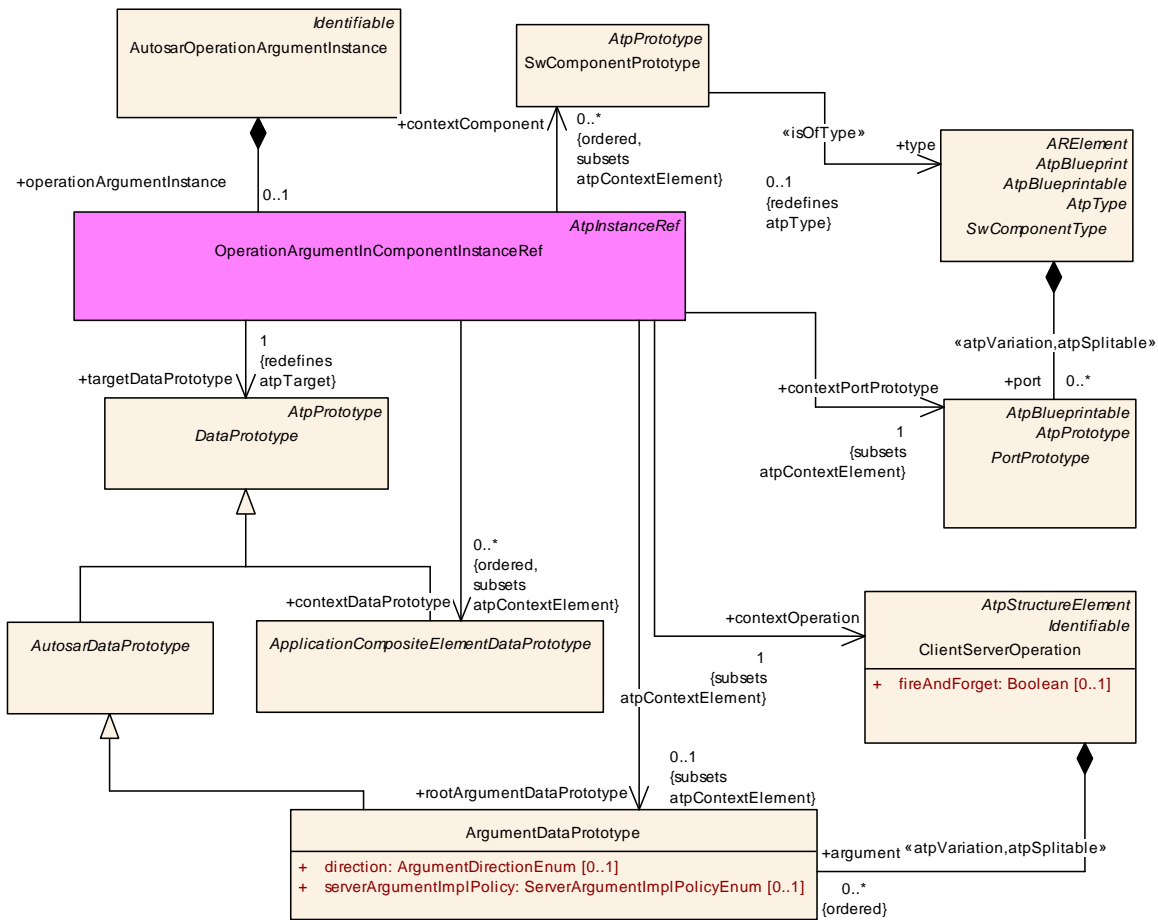 Identifiable
AutosarOperationArgumentInstance
AtpPrototype
SwComponentPrototype
+contextComponent
0..*
{ordered,
subsets
atpContextElement}
«isOfType»
+type
0..1
{redefines
atpType}
ARElement
AtpBlueprint
AtpBlueprintable
AtpType
SwComponentType
+operationArgumentInstance
0..1
AtpInstanceRef
OperationArgumentInComponentInstanceRef
«atpVariation,atpSplitable»
+port
0..*
1
{redefines
atpTarget}
+targetDataPrototype
+contextPortPrototype
1
{subsets
atpContextElement}
AtpPrototype
DataPrototype
AtpBlueprintable
AtpPrototype
PortPrototype
0..*
{ordered,
subsets
atpContextElement}
+contextDataPrototype
+contextOperation
1
{subsets
atpContextElement}
AutosarDataPrototype
ApplicationCompositeElementDataPrototype
AtpStructureElement
Identifiable
ClientServerOperation
+ fireAndForget: Boolean [0..1]
0..1
{subsets
atpContextElement}
+rootArgumentDataPrototype
ArgumentDataPrototype
+ direction: ArgumentDirectionEnum [0..1]
+ serverArgumentImplPolicy: ServerArgumentImplPolicyEnum [0..1]
+argument
«atpVariation,atpSplitable»
0..*
{ordered}